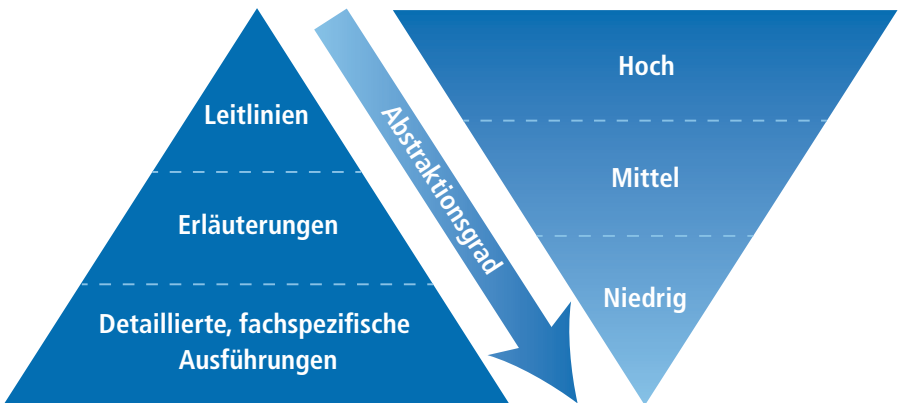 Leitlinien
Erläuterungen
Detaillierte, fachspezifische
Ausführungen
Abstraktionsgrad
Hoch
Mittel
Niedrig